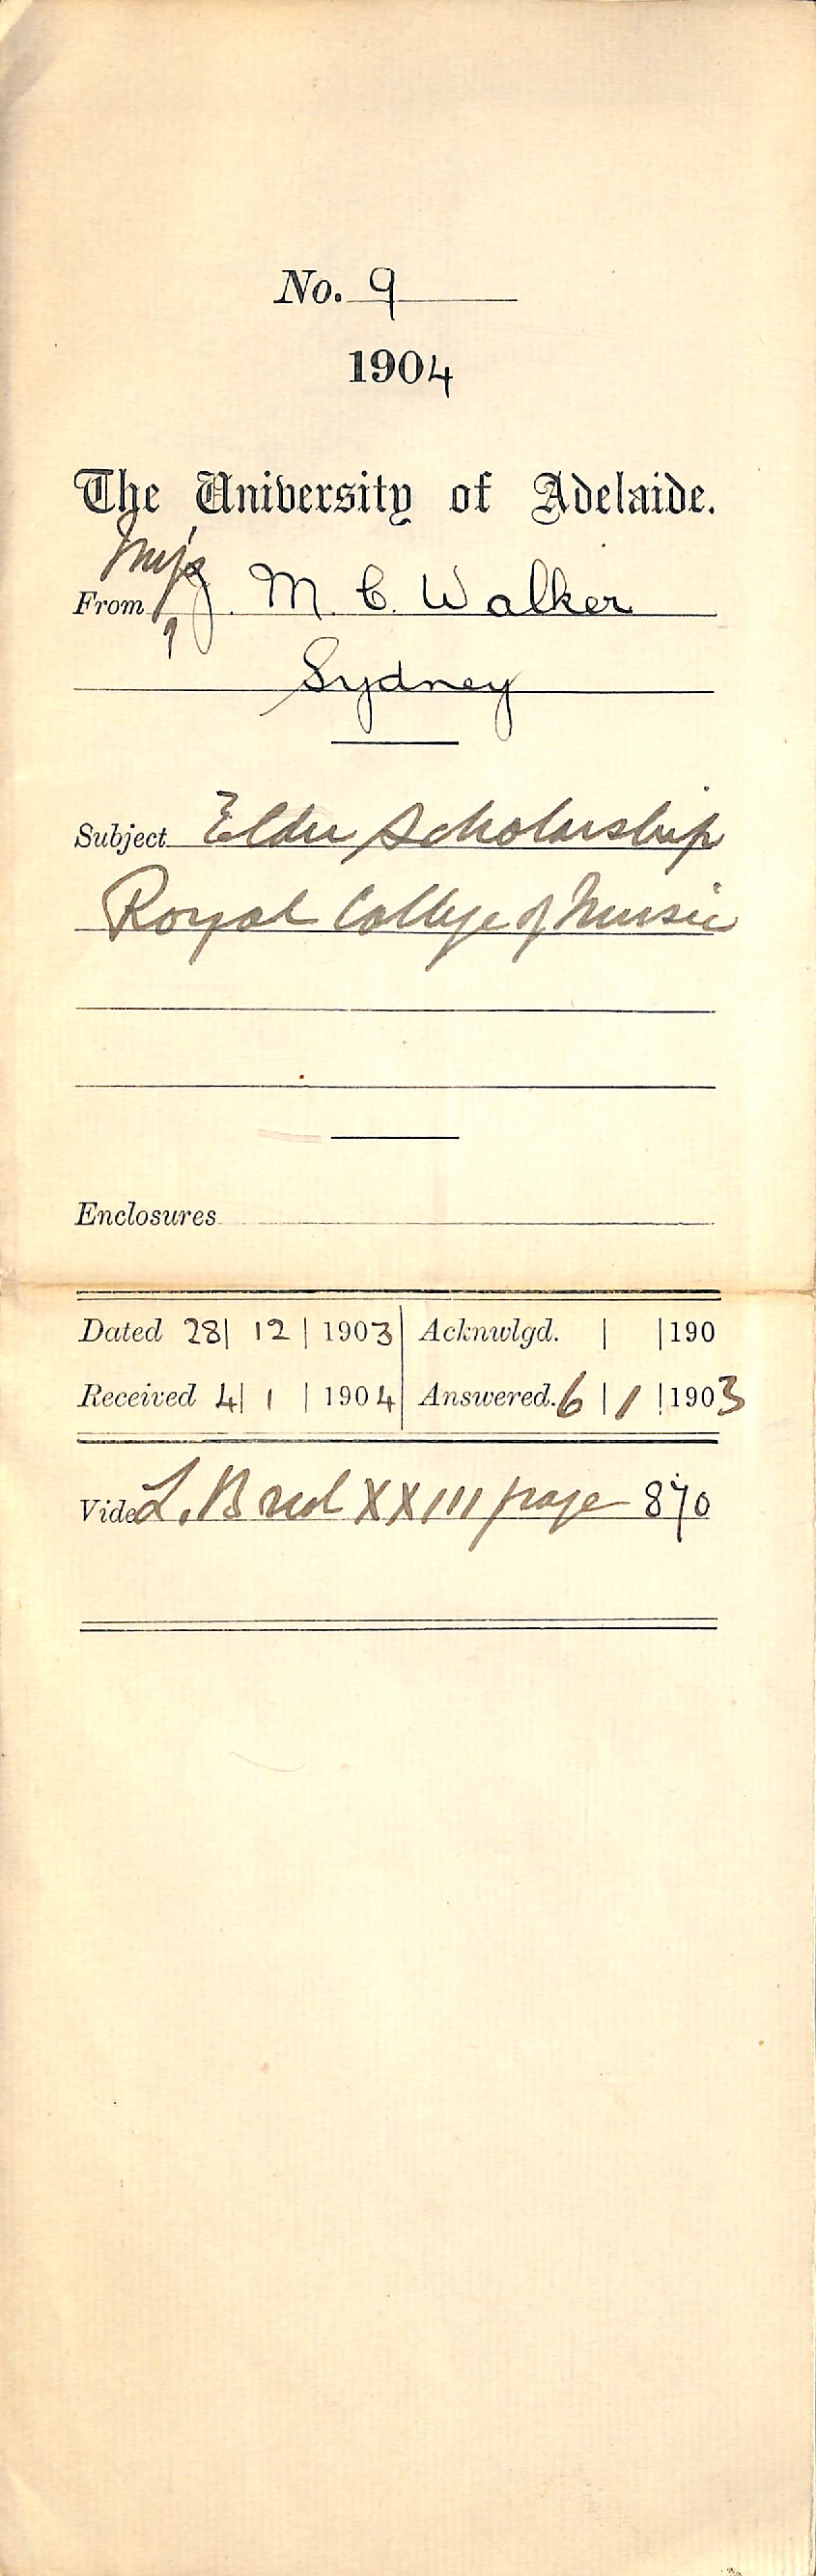 No. 9
1904
The University of Adelaide.
Miss
From J. M. C. Walker
Sydney
Subject Elder Scholarship
Royal College of Music
Enclosures
Dated 28| 12 | 1903 | Acknwlgd. | |190
Received 4| 1 | 1904 | Answered. 6 | 1 |1903
Vide L. B vol XXIII page 870